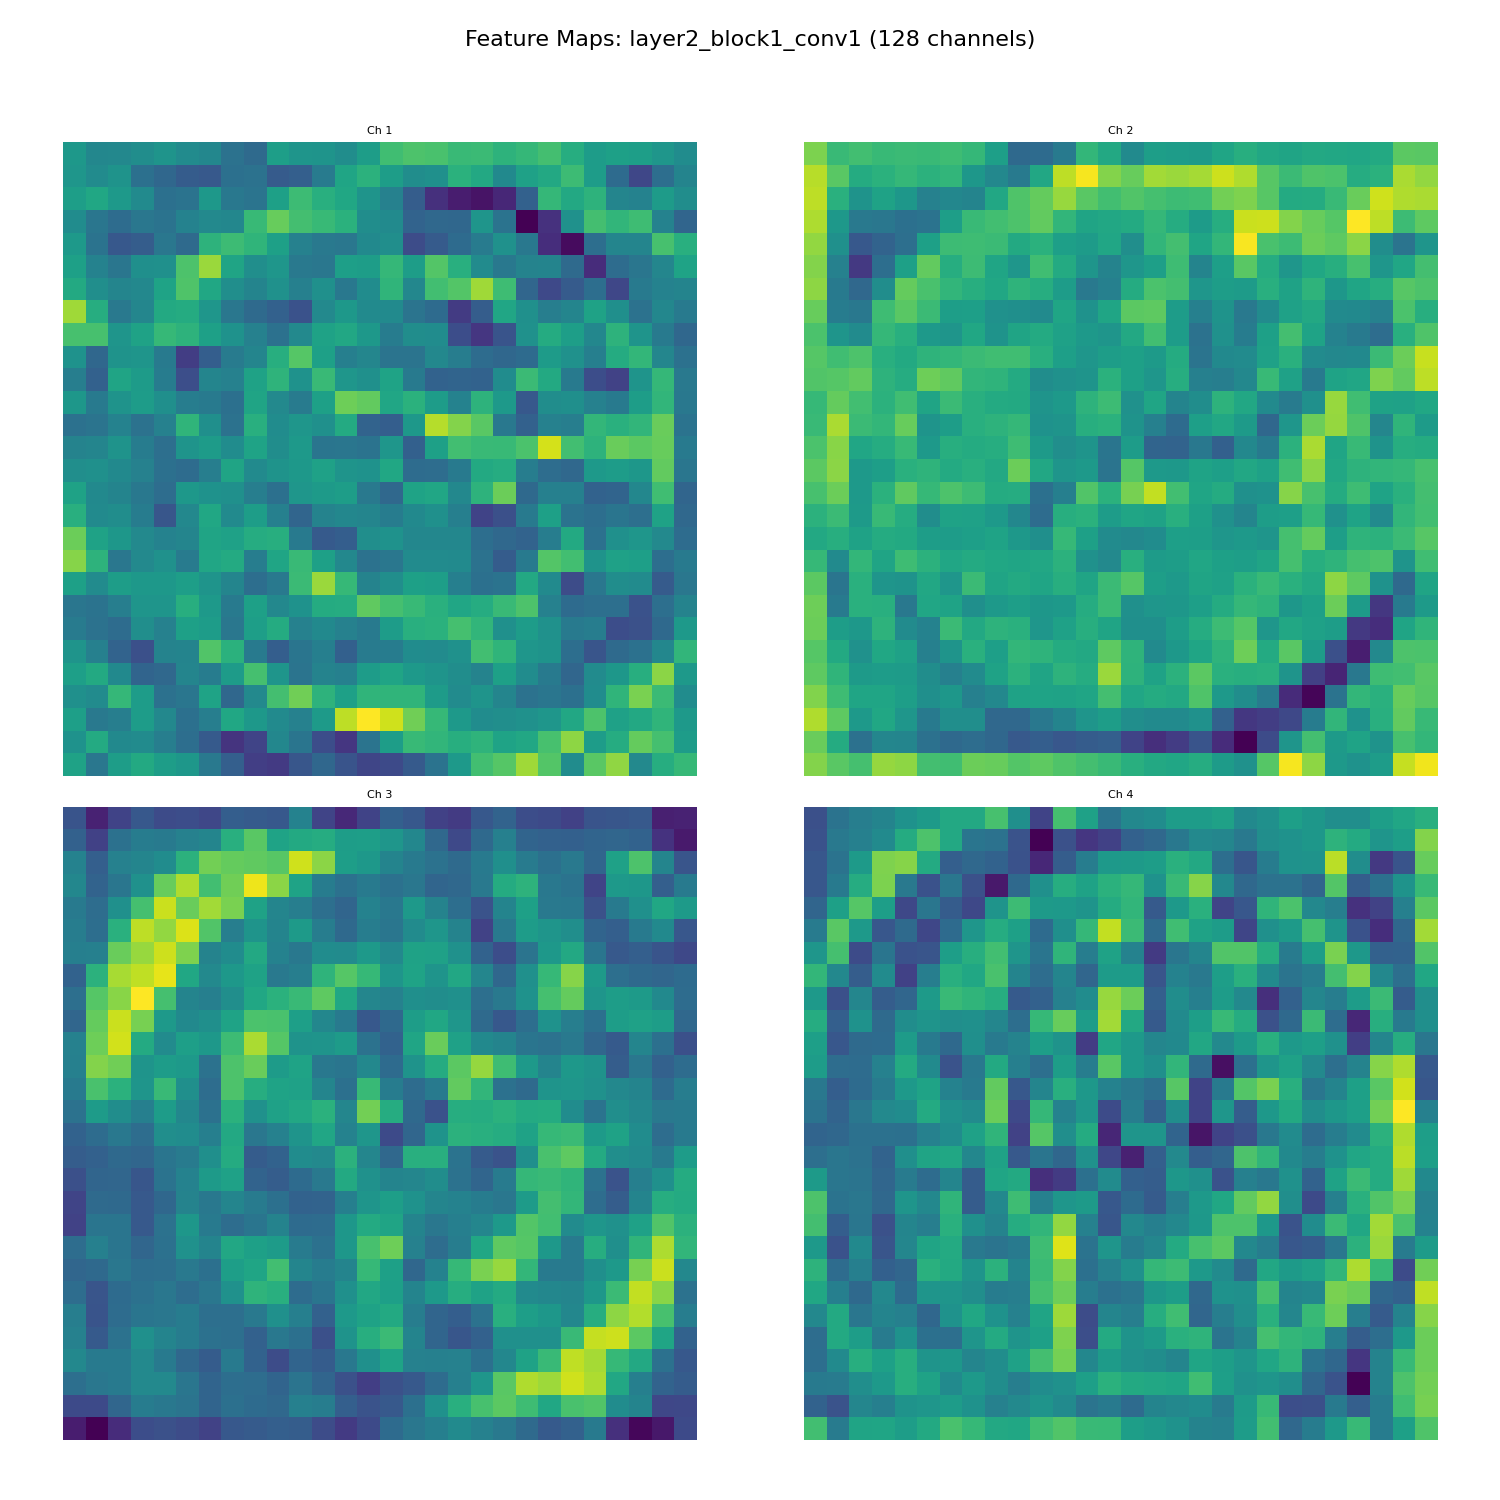 Feature Maps: layer2_block1_conv1 (128 channels)
Ch 1
Ch 2
Ch 3
Ch 4